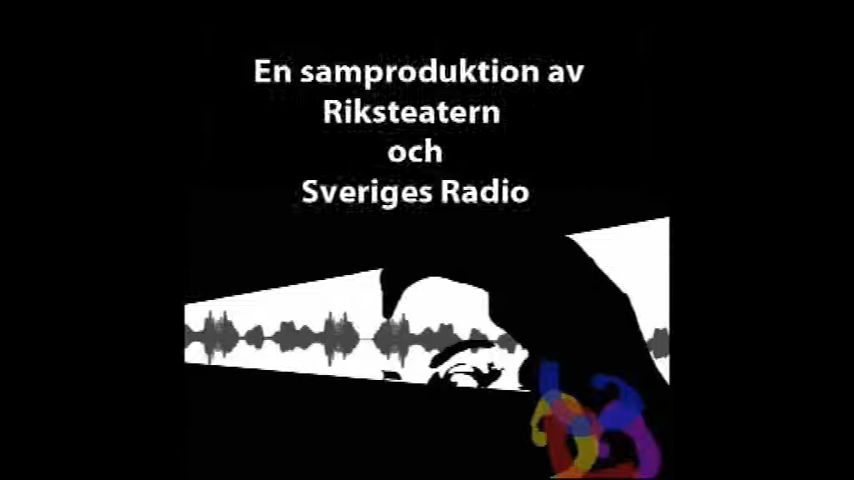 En samproduktion av
Riksteatern
och
Sveriges Radio